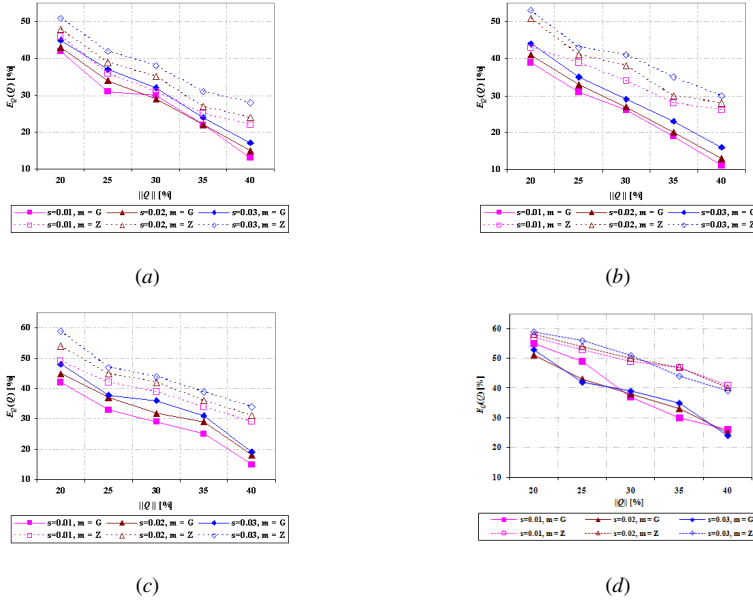 50
40
30
20
10
E_Q(Q) [%]
20 25 30 35 40
||Q|| [%]
s=0.01, m = G s=0.02, m = G s=0.03, m = G
s=0.01, m = Z s=0.02, m = Z s=0.03, m = Z
(a)
50
40
30
20
10
E_Q(Q) [%]
20 25 30 35 40
||Q|| [%]
s=0.01, m = G s=0.02, m = G s=0.03, m = G
s=0.01, m = Z s=0.02, m = Z s=0.03, m = Z
(b)
60
50
40
30
20
10
E_Q(Q) [%]
20 25 30 35 40
||Q|| [%]
s=0.01, m = G s=0.02, m = G s=0.03, m = G
s=0.01, m = Z s=0.02, m = Z s=0.03, m = Z
(c)
60
50
40
30
20
10
E_Q(Q) [%]
20 25 30 35 40
||Q|| [%]
s=0.01, m = G s=0.02, m = G s=0.03, m = G
s=0.01, m = Z s=0.02, m = Z s=0.03, m = Z
(d)